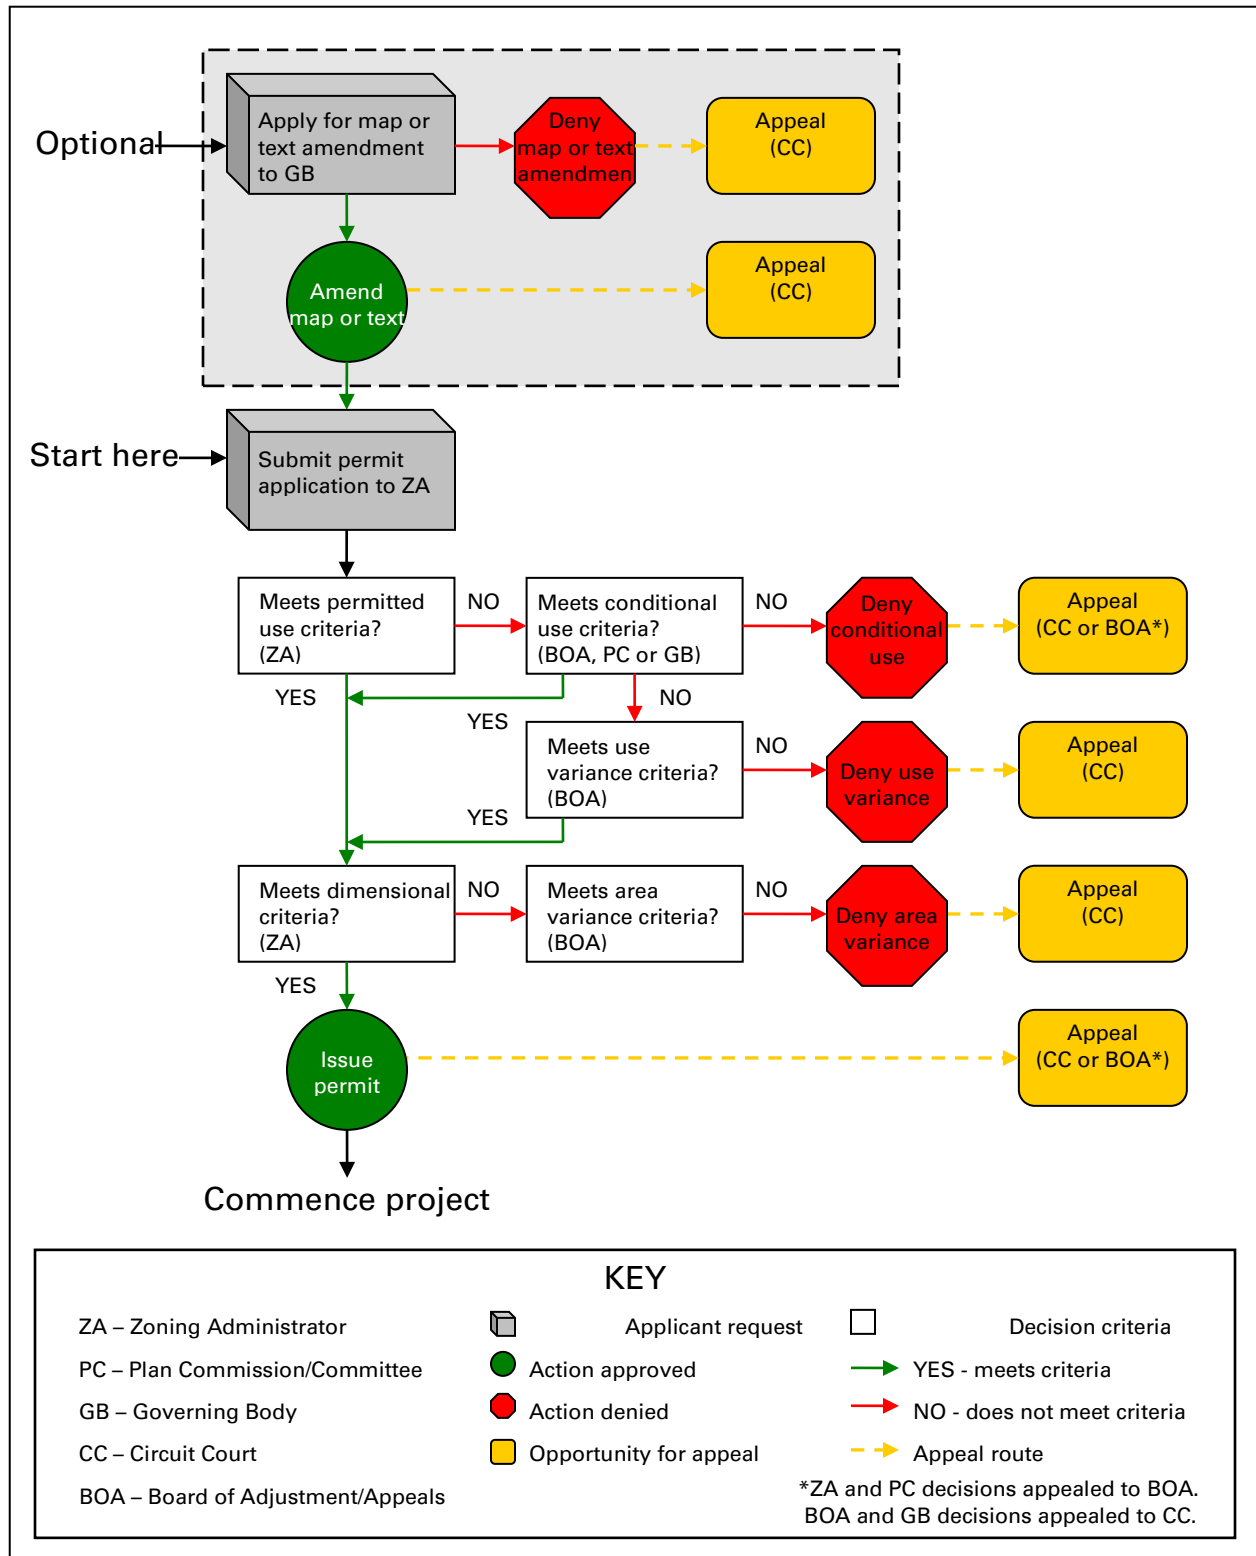 Optional
Apply for map or
text amendment
to GB
Deny
map or text
amendmen
Appeal
(CC)
Amend
map or text
Appeal
(CC)
Start here
Submit permit
application to ZA
Meets permitted
use criteria?
(ZA)
NO
Meets conditional
use criteria?
(BOA, PC or GB)
NO
Deny
conditional
use
Appeal
(CC or BOA*)
YES
YES
NO
Meets use
variance criteria?
(BOA)
NO
Deny use
variance
Appeal
(CC)
YES
Meets dimensional
criteria?
(ZA)
NO
Meets area
variance criteria?
(BOA)
NO
Deny area
variance
Appeal
(CC)
YES
Issue
permit
Appeal
(CC or BOA*)
Commence project
KEY
ZA – Zoning Administrator
Applicant request
Decision criteria
PC – Plan Commission/Committee
Action approved
YES - meets criteria
GB – Governing Body
Action denied
NO - does not meet criteria
CC – Circuit Court
Opportunity for appeal
Appeal route
BOA – Board of Adjustment/Appeals
*ZA and PC decisions appealed to BOA.
BOA and GB decisions appealed to CC.